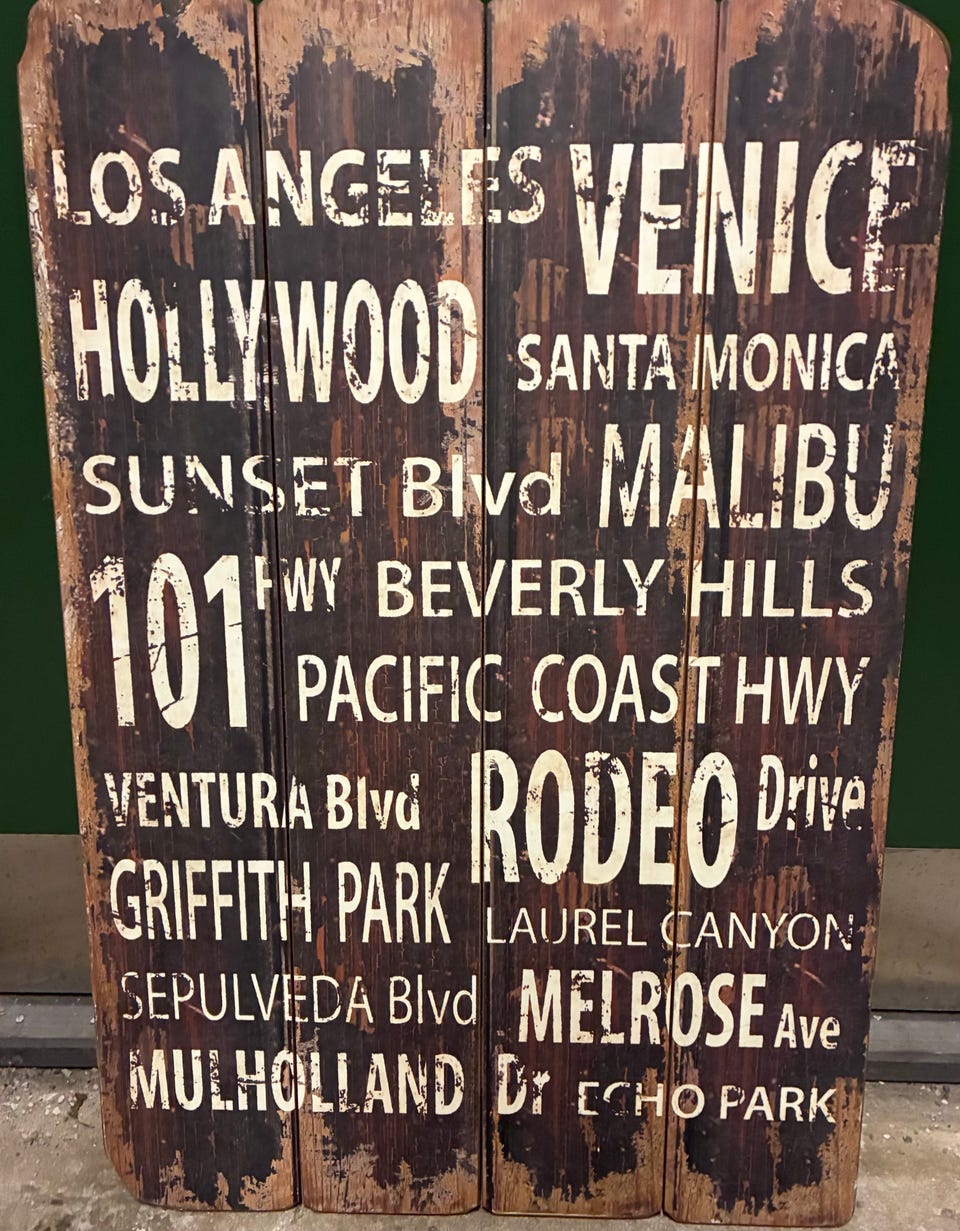 LOS ANGELES VENICE
HOLLYWOOD SANTA MONICA
SUNSET Blvd MALIBU
101 HWY BEVERLY HILLS
PACIFIC COAST HWY
VENTURA Blvd RODEO Drive
GRIFFITH PARK LAUREL CANYON
SEPULVEDA Blvd MELROSE Ave
MULHOLLAND Dr ECHO PARK